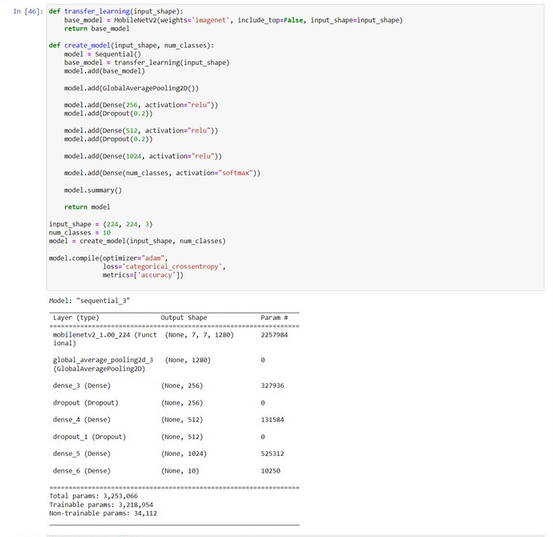 In [46]: def transfer_learning(input_shape):
    base_model = MobileNetV2(weights='imagenet', include_top=False, input_shape=input_shape)
    return base_model

def create_model(input_shape, num_classes):
    model = Sequential()
    base_model = transfer_learning(input_shape)
    model.add(base_model)

    model.add(GlobalAveragePooling2D())

    model.add(Dense(256, activation="relu"))
    model.add(Dropout(0.2))

    model.add(Dense(512, activation="relu"))
    model.add(Dropout(0.2))

    model.add(Dense(1024, activation="relu"))

    model.add(Dense(num_classes, activation="softmax"))

    model.summary()

    return model

input_shape = (224, 224, 3)
num_classes = 10
model = create_model(input_shape, num_classes)

model.compile(optimizer="adam",
              loss='categorical_crossentropy',
              metrics=['accuracy'])

Model: "sequential_3"
Layer (type) Output Shape Param #
mobilenetv2_1.00_224 (Funct (None, 7, 7, 1280) 2257984
ional)
global_average_pooling2d_3 (None, 1280) 0
(GlobalAveragePooling2D)
dense_3 (Dense) (None, 256) 327936
dropout (Dropout) (None, 256) 0
dense_4 (Dense) (None, 512) 131584
dropout_1 (Dropout) (None, 512) 0
dense_5 (Dense) (None, 1024) 525312
dense_6 (Dense) (None, 10) 10250
Total params: 3,253,066
Trainable params: 3,218,954
Non-trainable params: 34,112